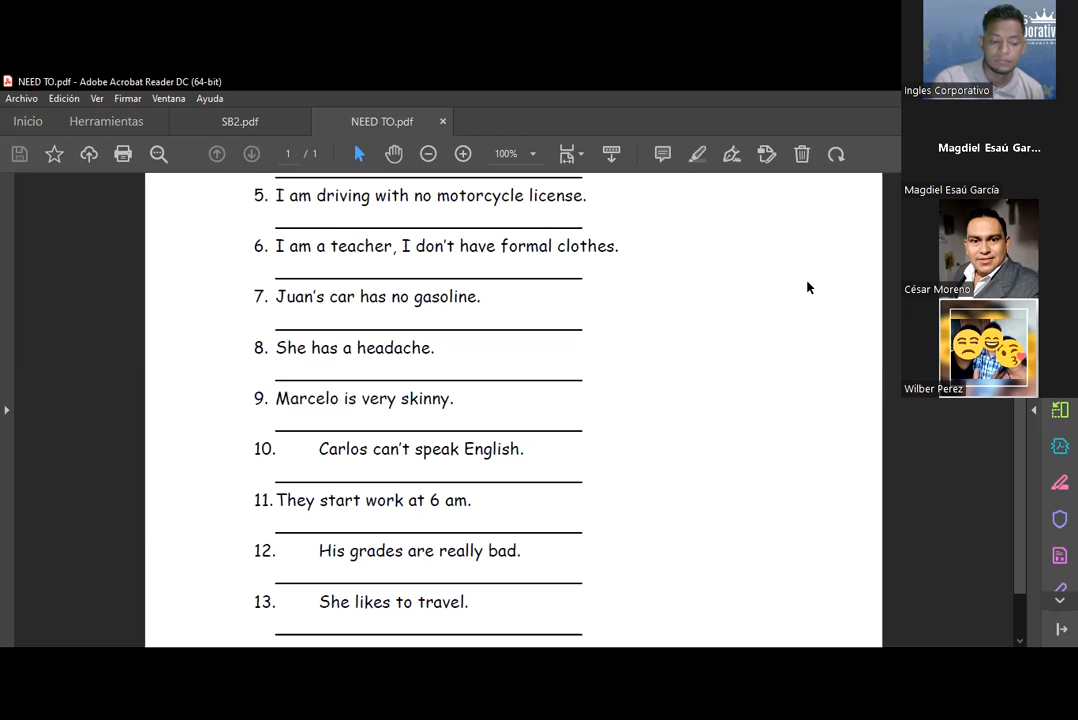 NEED TO.pdf - Adobe Acrobat Reader DC (64-bit)
Archivo Edición Ver Firmar Ventana Ayuda
Inicio Herramientas SB2.pdf NEED TO.pdf ×
1 / 1 100%
5. I am driving with no motorcycle license.
6. I am a teacher, I don't have formal clothes.
7. Juan's car has no gasoline.
8. She has a headache.
9. Marcelo is very skinny.
10. Carlos can't speak English.
11. They start work at 6 am.
12. His grades are really bad.
13. She likes to travel.
Ingles Corporativo
Magdiel Esaú Gar...
Magdiel Esaú García
César Moreno
Wilber Perez